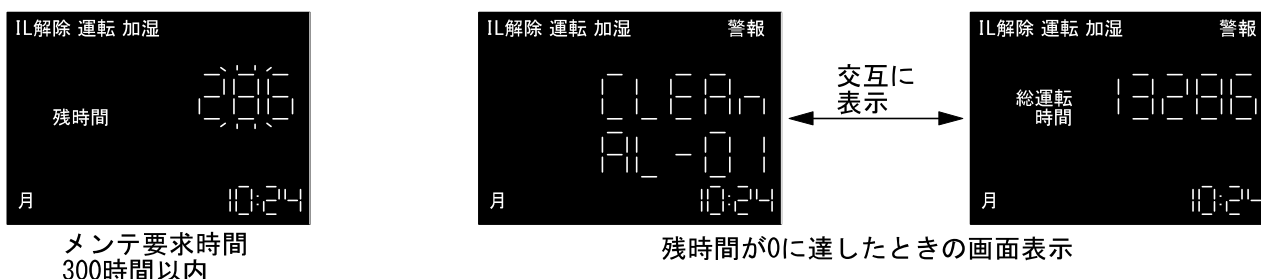 IL解除 運転 加湿
残時間 286
月 10:24
メンテ要求時間
300時間以内
IL解除 運転 加湿 警報
CLEAn
AL-01
月 10:24
交互に
表示
IL解除 運転 加湿 警報
総運転
時間
13286
月 10:24
残時間が0に達したときの画面表示